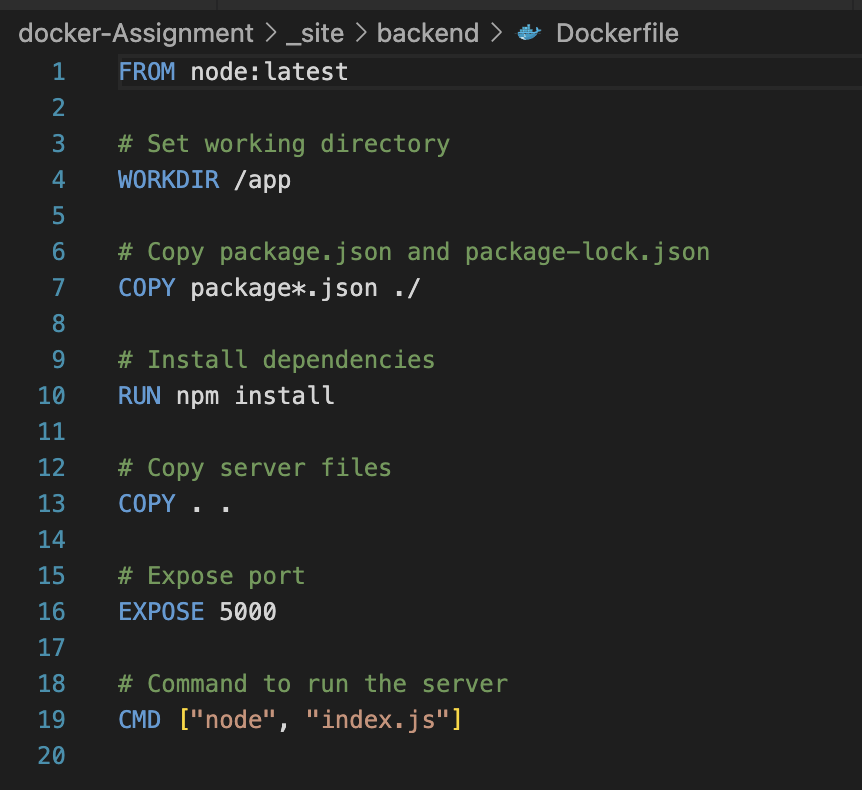 docker-Assignment > _site > backend > Dockerfile
1 FROM node:latest
2
3 # Set working directory
4 WORKDIR /app
5
6 # Copy package.json and package-lock.json
7 COPY package*.json ./
8
9 # Install dependencies
10 RUN npm install
11
12 # Copy server files
13 COPY . .
14
15 # Expose port
16 EXPOSE 5000
17
18 # Command to run the server
19 CMD ["node", "index.js"]
20